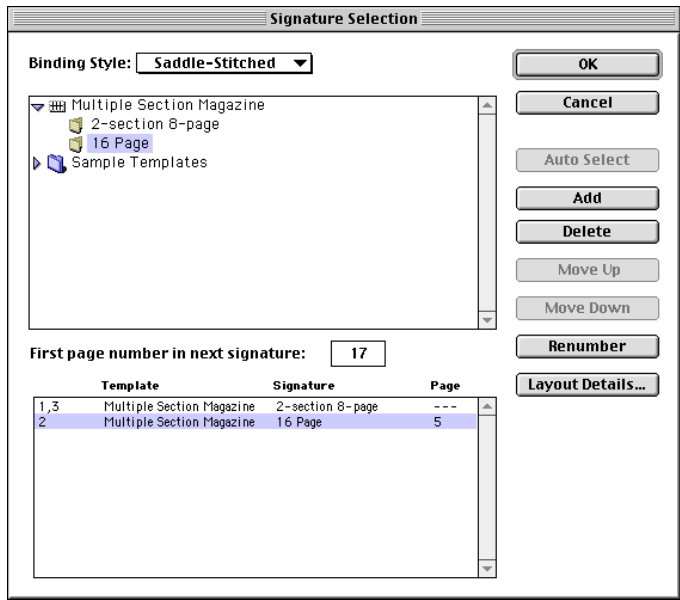 Signature Selection
Binding Style: Saddle-Stitched
OK
Multiple Section Magazine
Cancel
2-section 8-page
16 Page
Sample Templates
Auto Select
Add
Delete
Move Up
Move Down
First page number in next signature: 17
Renumber
Template Signature Page
Layout Details...
1,3 Multiple Section Magazine 2-section 8-page ---
2 Multiple Section Magazine 16 Page 5